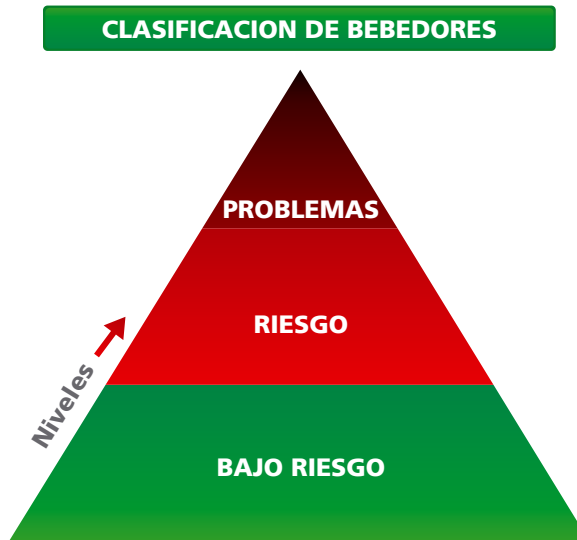 CLASIFICACION DE BEBEDORES
PROBLEMAS
RIESGO
Niveles
BAJO RIESGO